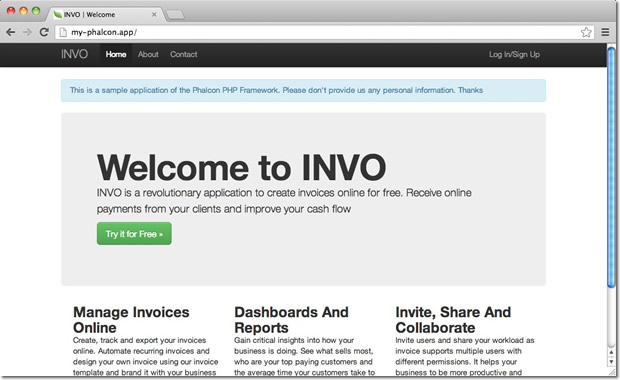 INVO | Welcome
my-phalcon.app/
INVO Home About Contact Log In/Sign Up
This is a sample application of the Phalcon PHP Framework. Please don't provide us any personal information. Thanks
Welcome to INVO
INVO is a revolutionary application to create invoices online for free. Receive online
payments from your clients and improve your cash flow
Try it for Free »
Manage Invoices
Online
Create, track and export your invoices
online. Automate recurring invoices and
design your own invoice using our invoice
template and brand it with your business
Dashboards And
Reports
Gain critical insights into how your
business is doing. See what sells most,
who are your top paying customers and
the average time your customers take to
Invite, Share And
Collaborate
Invite users and share your workload as
invoice supports multiple users with
different permissions. It helps your
business to be more productive and